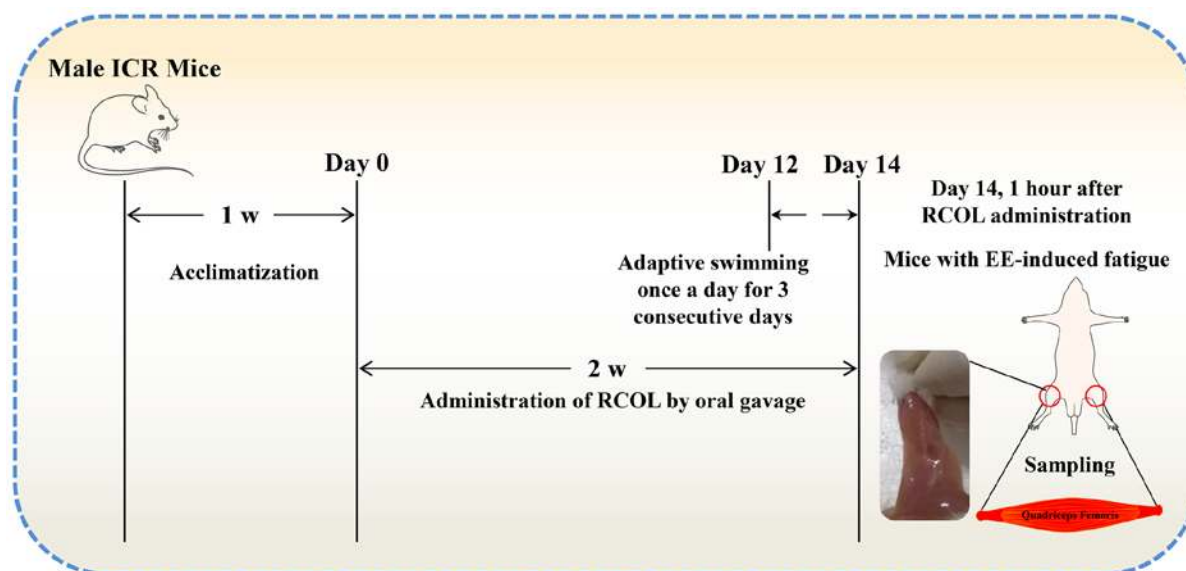 Male ICR Mice
Day 0
Day 12
Day 14
1 w
Acclimatization
Adaptive swimming
once a day for 3
consecutive days
2 w
Administration of RCOL by oral gavage
Day 14, 1 hour after
RCOL administration
Mice with EE-induced fatigue
Sampling
Quadriceps Femoris